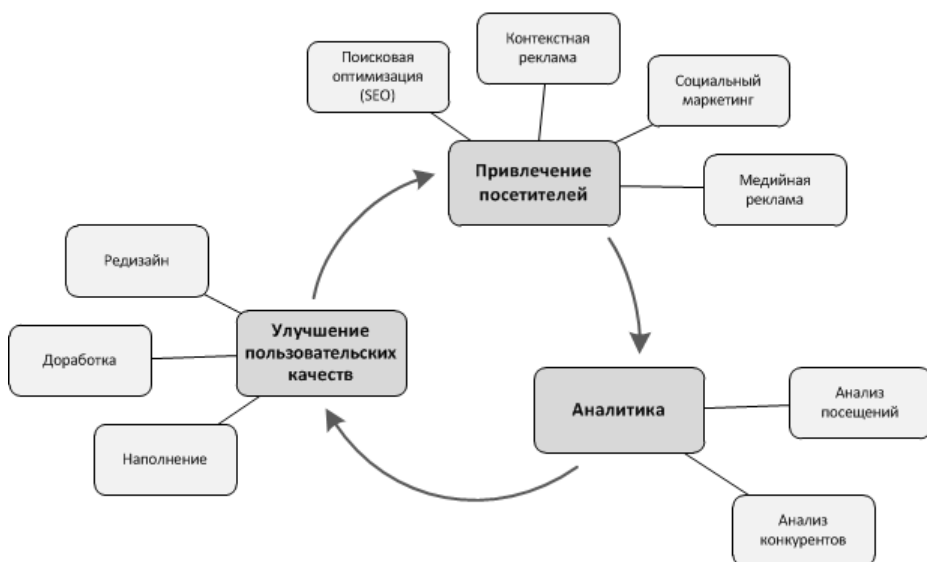 Контекстная
реклама
Поисковая
оптимизация
(SEO)
Социальный
маркетинг
Привлечение
посетителей
Медийная
реклама
Редизайн
Улучшение
пользовательских
качеств
Доработка
Наполнение
Аналитика
Анализ
посещений
Анализ
конкурентов